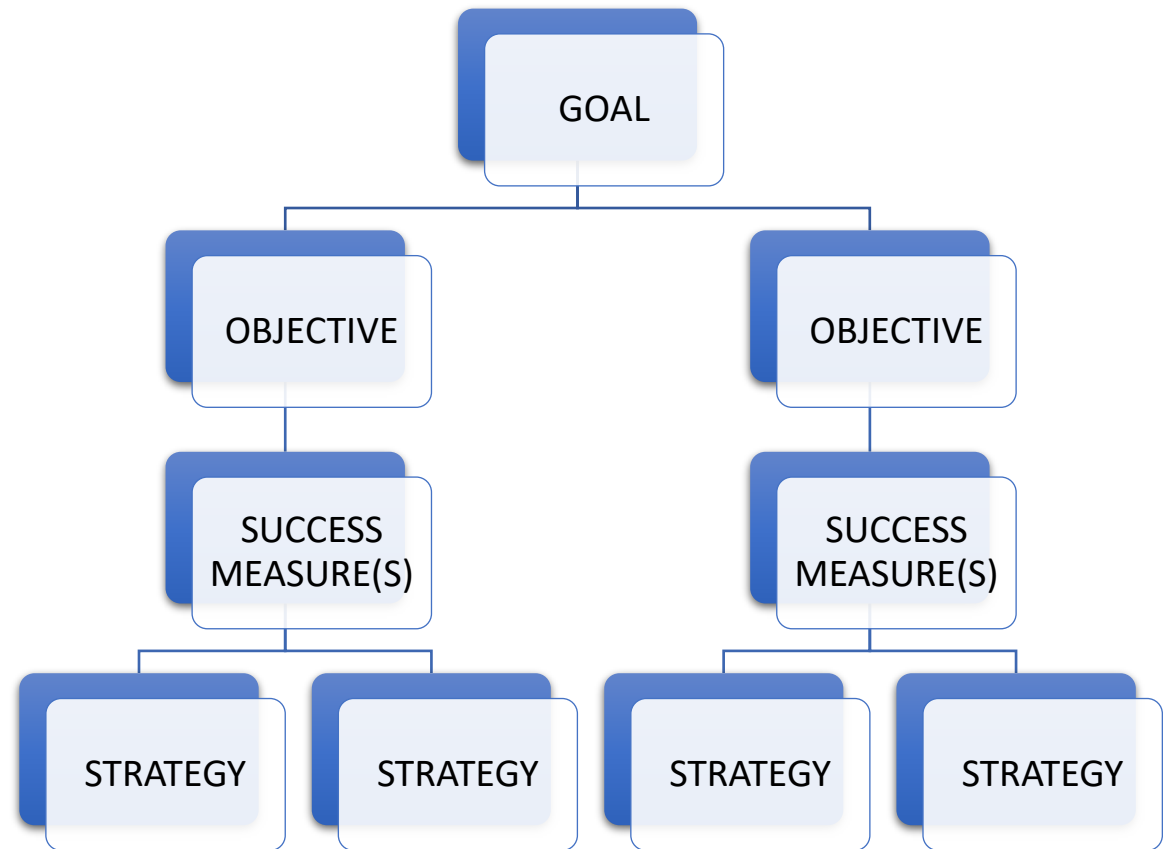 GOAL
OBJECTIVE
OBJECTIVE
SUCCESS
MEASURE(S)
SUCCESS
MEASURE(S)
STRATEGY
STRATEGY
STRATEGY
STRATEGY